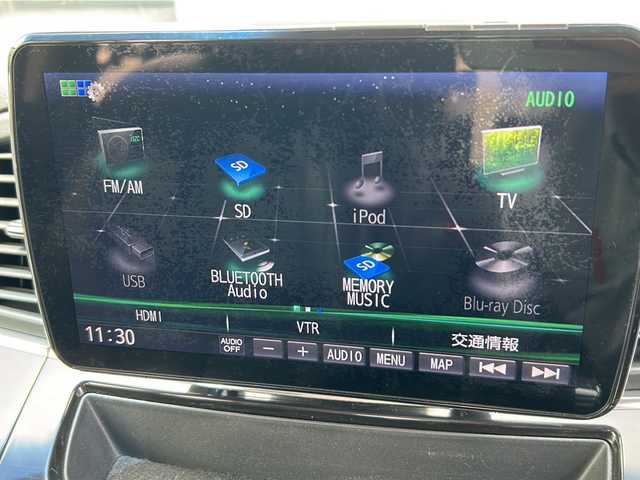 AUDIO
FM/AM
SD
SD
iPod
TV
USB
BLUETOOTH
Audio
SD
MEMORY
MUSIC
Blu-ray Disc
HDMI
VTR
交通情報
11:30
AUDIO
OFF
− + AUDIO MENU MAP